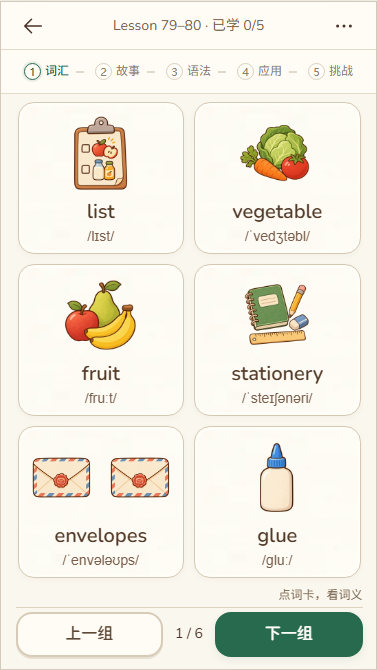 Lesson 79–80 · 已学 0/5
1 词汇 – 2 故事 – 3 语法 – 4 应用 – 5 挑战
list
/lɪst/
vegetable
/ˈvedʒtəbl/
fruit
/fruːt/
stationery
/ˈsteɪʃənəri/
envelopes
/ˈenvələʊps/
glue
/ɡluː/
点词卡，看词义
上一组
1 / 6
下一组